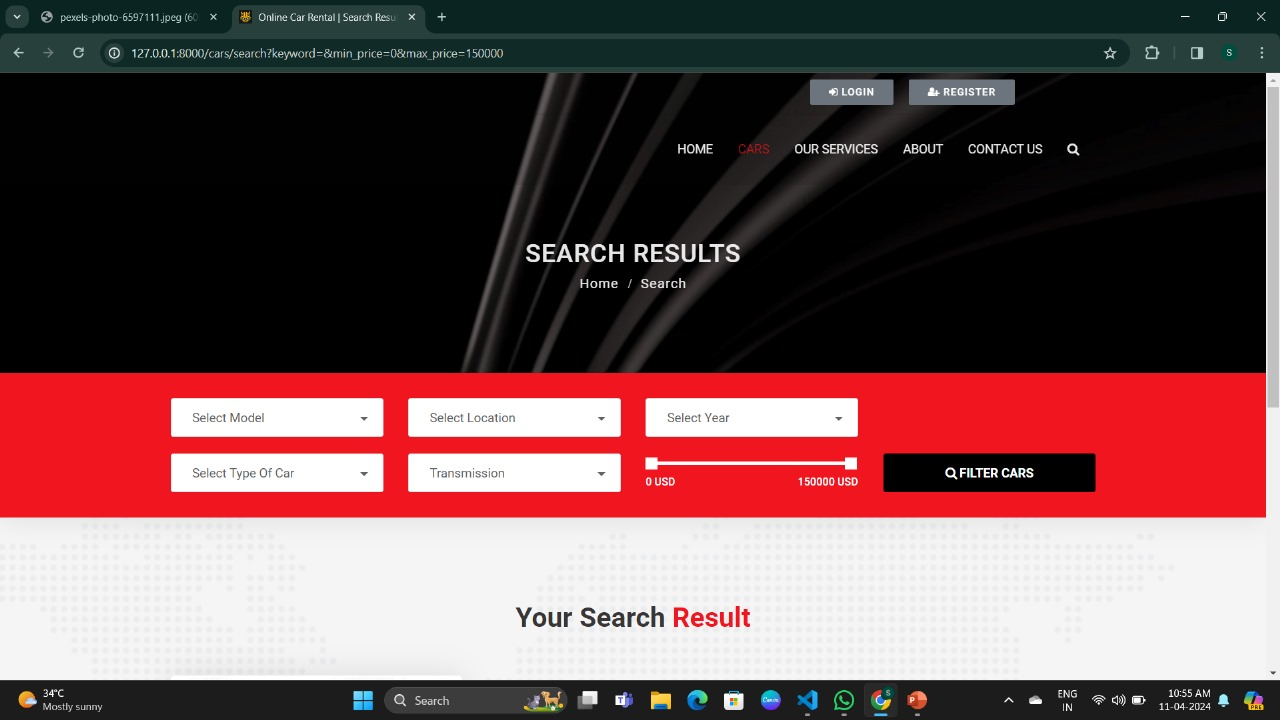 pexels-photo-6597111.jpeg (60
Online Car Rental | Search Resu
127.0.0.1:8000/cars/search?keyword=&min_price=0&max_price=150000
S
LOGIN
REGISTER
HOME
CARS
OUR SERVICES
ABOUT
CONTACT US
SEARCH RESULTS
Home / Search
Select Model
Select Location
Select Year
Select Type Of Car
Transmission
0 USD
150000 USD
FILTER CARS
Your Search Result
34°C
Mostly sunny
Search
Canva
S
ENG
IN
10:55 AM
11-04-2024
PRE